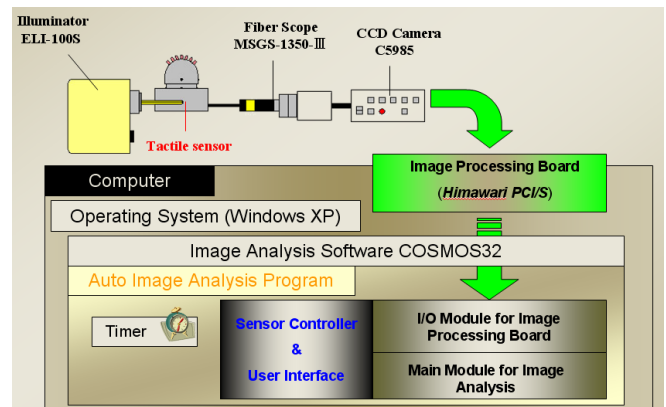 Illuminator
ELI-100S
Fiber Scope
MSGS-1350-III
CCD Camera
C5985
Tactile sensor
Image Processing Board
(Himawari PCI/S)
Computer
Operating System (Windows XP)
Image Analysis Software COSMOS32
Auto Image Analysis Program
Timer
Sensor Controller
&
User Interface
I/O Module for Image
Processing Board
Main Module for Image
Analysis